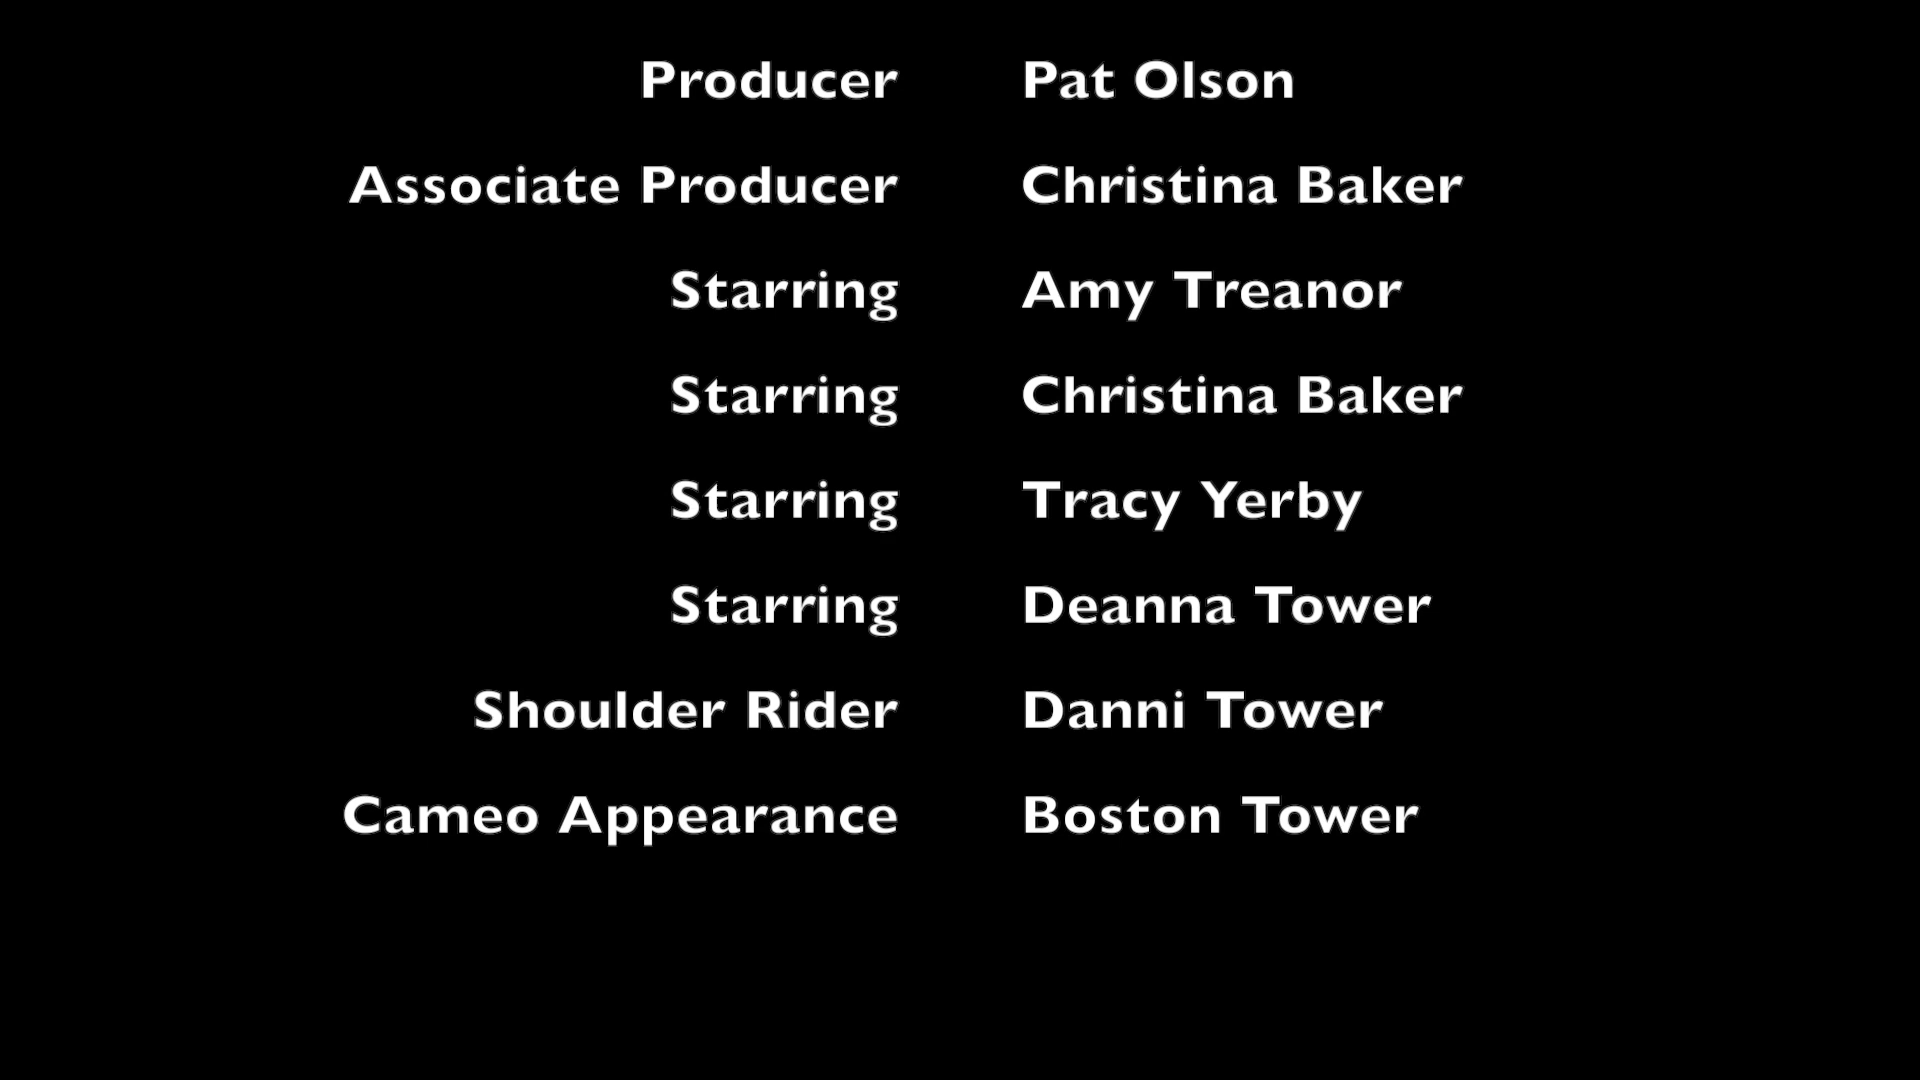 Producer Pat Olson
Associate Producer Christina Baker
Starring Amy Treanor
Starring Christina Baker
Starring Tracy Yerby
Starring Deanna Tower
Shoulder Rider Danni Tower
Cameo Appearance Boston Tower